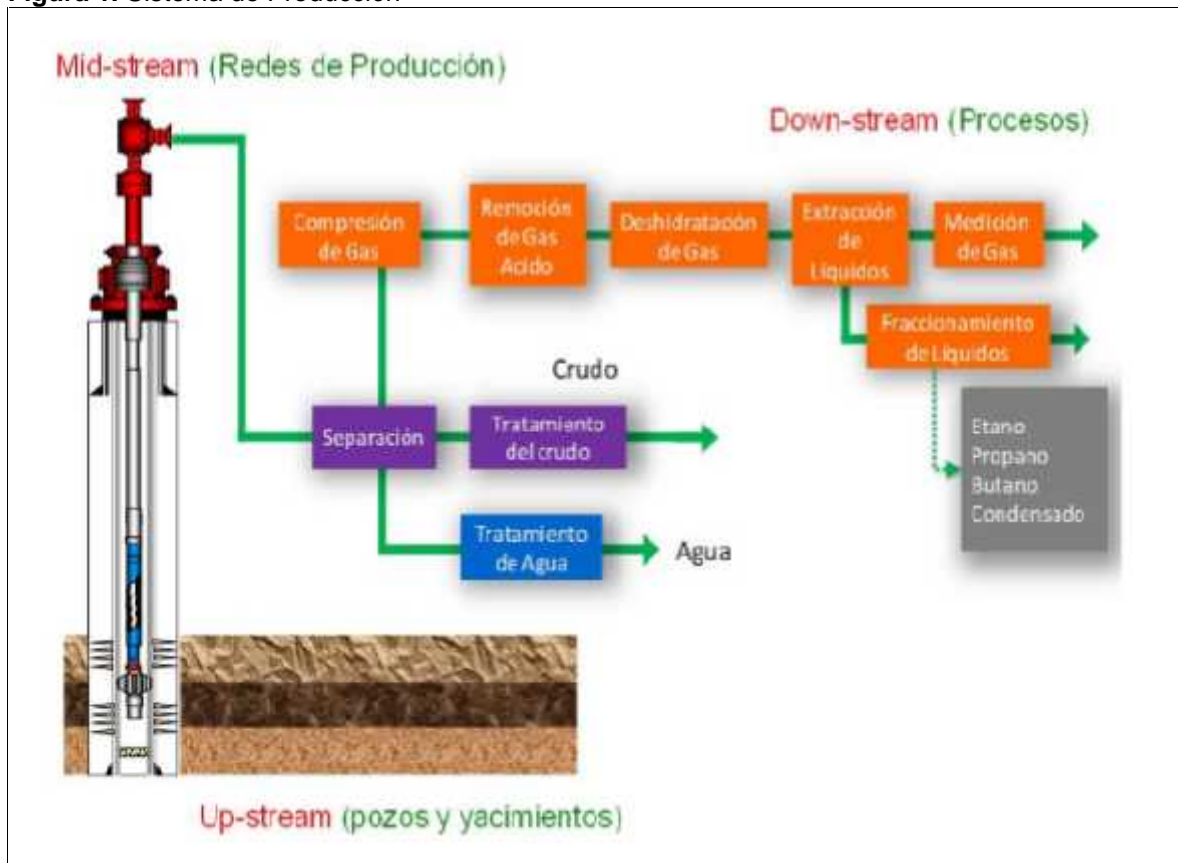 Figura 1. Sistema de Producción
Mid-stream (Redes de Producción)
Down-stream (Procesos)
Compresión
de Gas
Remoción
de Gas
Acido
Deshidratación
de Gas
Extracción
de
Líquidos
Medición
de Gas
Fraccionamiento
de Líquidos
Crudo
Separación
Tratamiento
del crudo
Etano
Propano
Butano
Condensado
Tratamiento
de Agua
Agua
Up-stream (pozos y yacimientos)